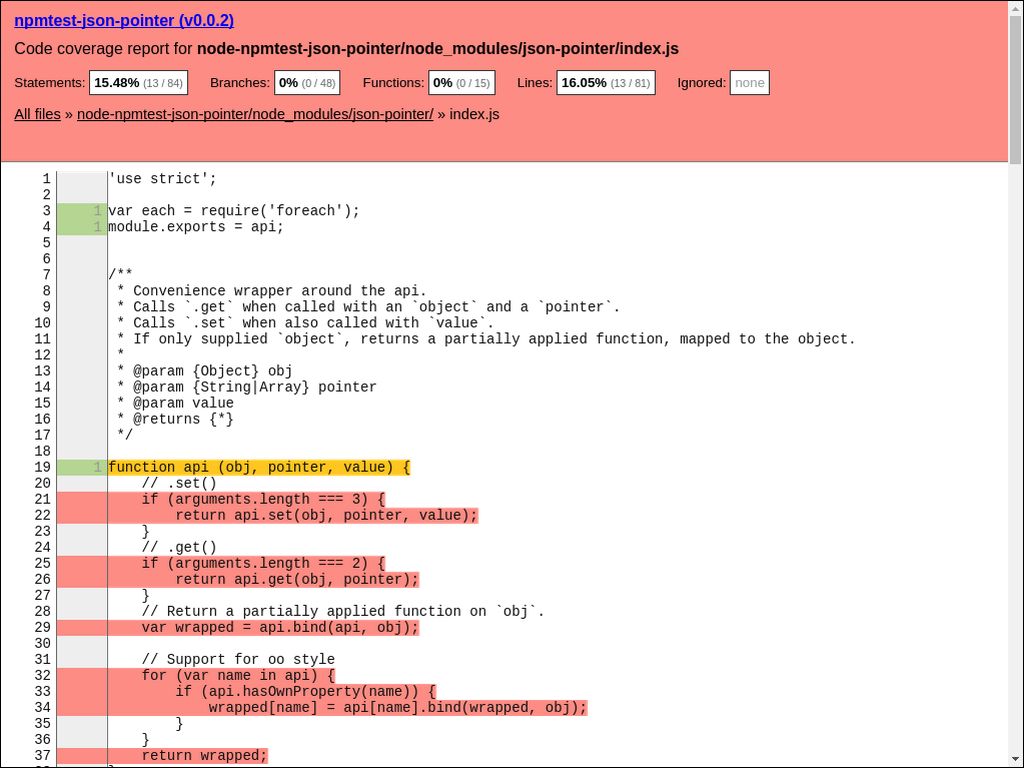 npmtest-json-pointer (v0.0.2)
Code coverage report for node-npmtest-json-pointer/node_modules/json-pointer/index.js
Statements: 15.48% (13 / 84) Branches: 0% (0 / 48) Functions: 0% (0 / 15) Lines: 16.05% (13 / 81) Ignored: none
All files » node-npmtest-json-pointer/node_modules/json-pointer/ » index.js
1 'use strict';
2
3 1 var each = require('foreach');
4 1 module.exports = api;
5
6
7 /**
8  * Convenience wrapper around the api.
9  * Calls `.get` when called with an `object` and a `pointer`.
10  * Calls `.set` when also called with `value`.
11  * If only supplied `object`, returns a partially applied function, mapped to the object.
12  *
13  * @param {Object} obj
14  * @param {String|Array} pointer
15  * @param value
16  * @returns {*}
17  */
18
19 1 function api (obj, pointer, value) {
20     // .set()
21     if (arguments.length === 3) {
22         return api.set(obj, pointer, value);
23     }
24     // .get()
25     if (arguments.length === 2) {
26         return api.get(obj, pointer);
27     }
28     // Return a partially applied function on `obj`.
29     var wrapped = api.bind(api, obj);
30
31     // Support for oo style
32     for (var name in api) {
33         if (api.hasOwnProperty(name)) {
34             wrapped[name] = api[name].bind(wrapped, obj);
35         }
36     }
37     return wrapped;